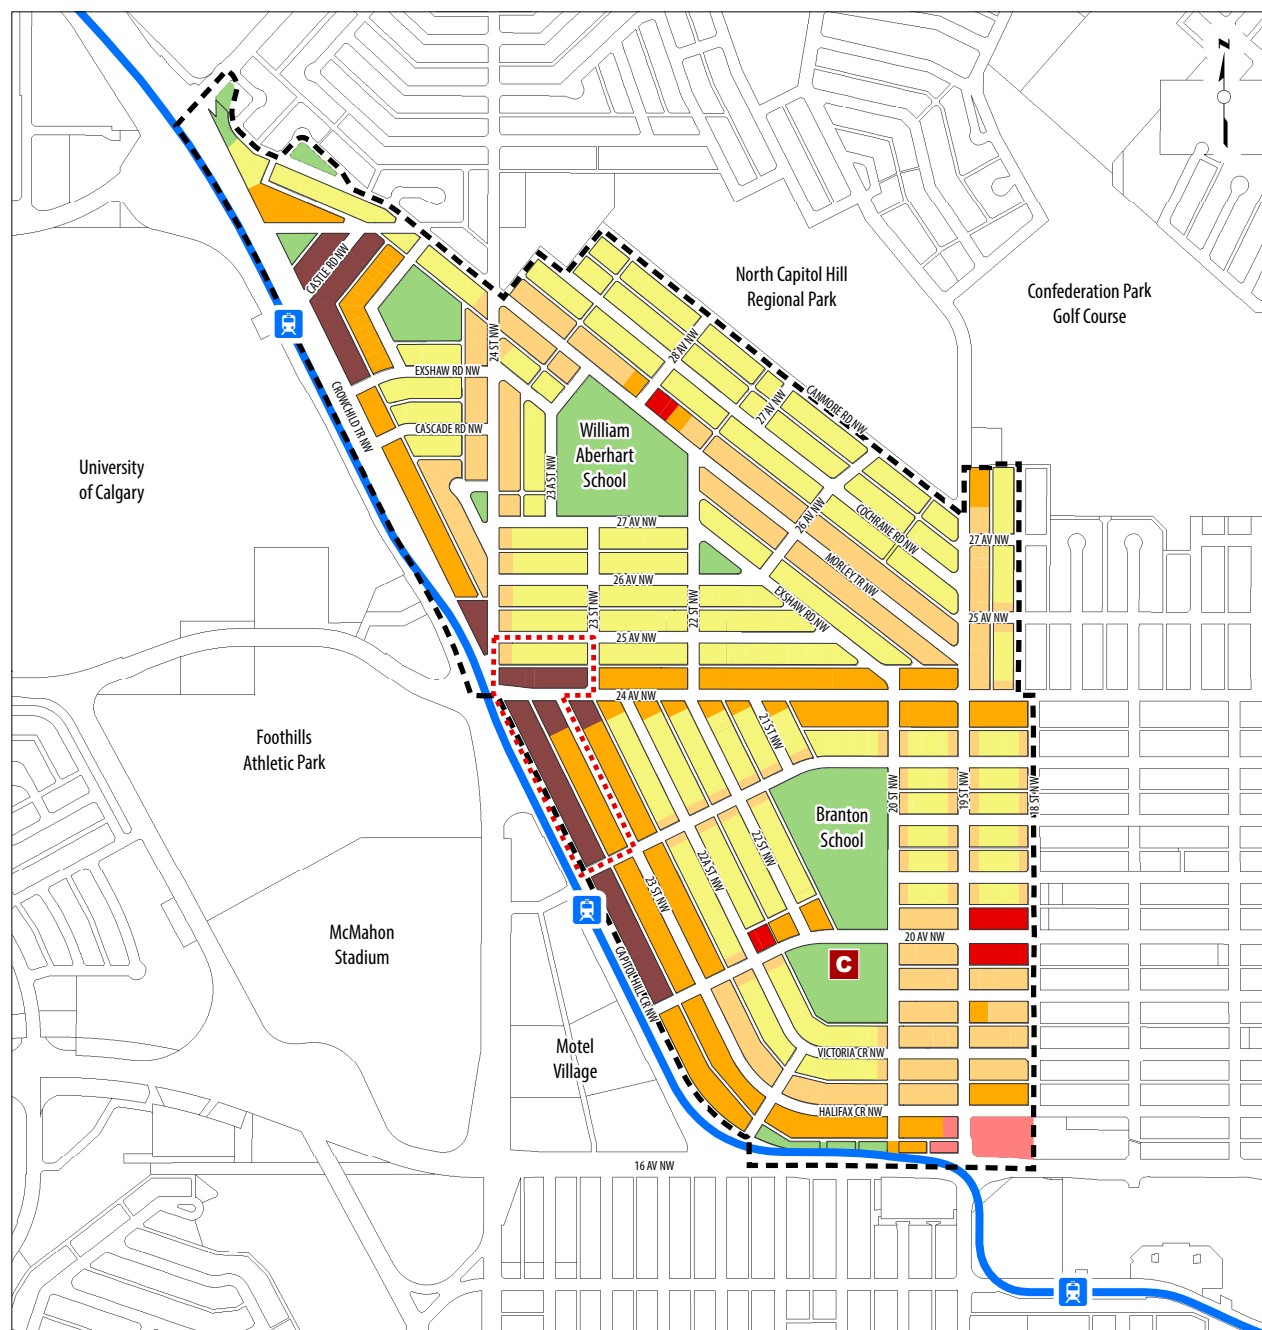 Z
North Capitol Hill
Regional Park
Confederation Park
Golf Course
CASTLE RD NW
24 ST NW
28 AV NW
EXSHAW RD NW
CANMORE RD NW
27 AV NW
CROWCHILD TR NW
CASCADE RD NW
William
Aberhart
School
University
of Calgary
23A ST NW
27 AV NW
26 AV NW
COCHRANE RD NW
27 AV NW
26 AV NW
MORLEY TR NW
23 ST NW
22 ST NW
EXSHAW RD NW
25 AV NW
25 AV NW
24 AV NW
21 ST NW
Foothills
Athletic Park
20 ST NW
19 ST NW
18 ST NW
Branton
School
22 ST NW
22A ST NW
23 ST NW
McMahon
Stadium
20 AV NW
C
CAPITOL HILL CR NW
Motel
Village
VICTORIA CR NW
HALIFAX CR NW
16 AV NW